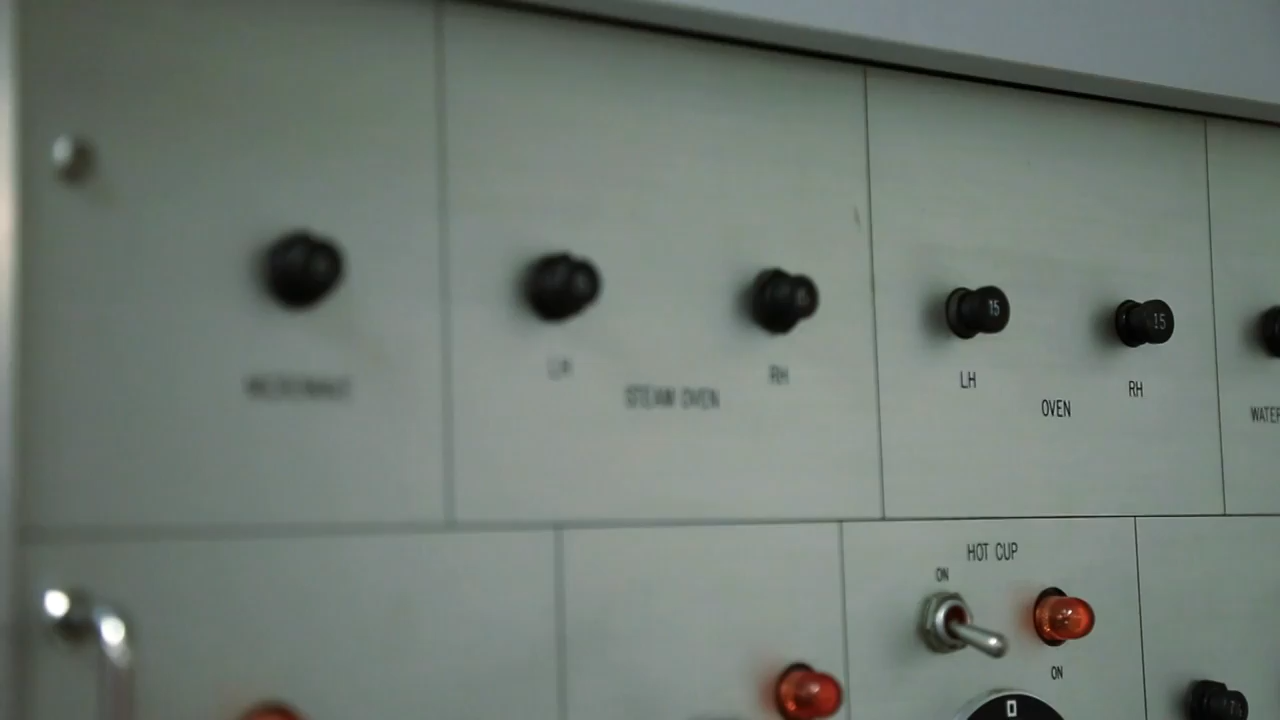 15
15
LH
RH
LH
RH
STEAM OVEN
OVEN
WATER
HOT CUP
ON
ON
0